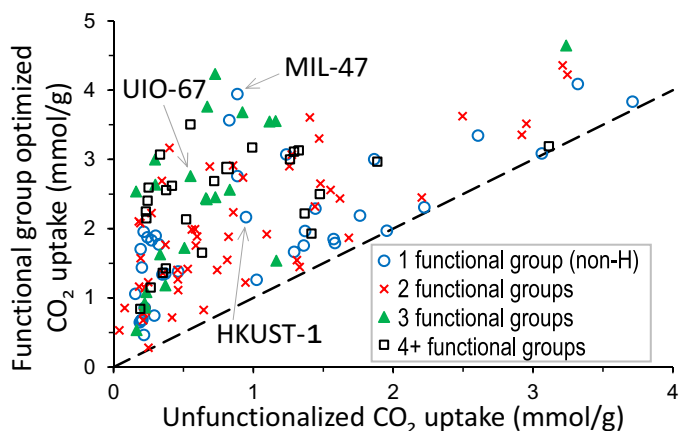 Functional group optimized
CO₂ uptake (mmol/g)
5
4
3
2
1
0
MIL-47
UIO-67
HKUST-1
1 functional group (non-H)
2 functional groups
3 functional groups
4+ functional groups
0
1
2
3
4
Unfunctionalized CO₂ uptake (mmol/g)